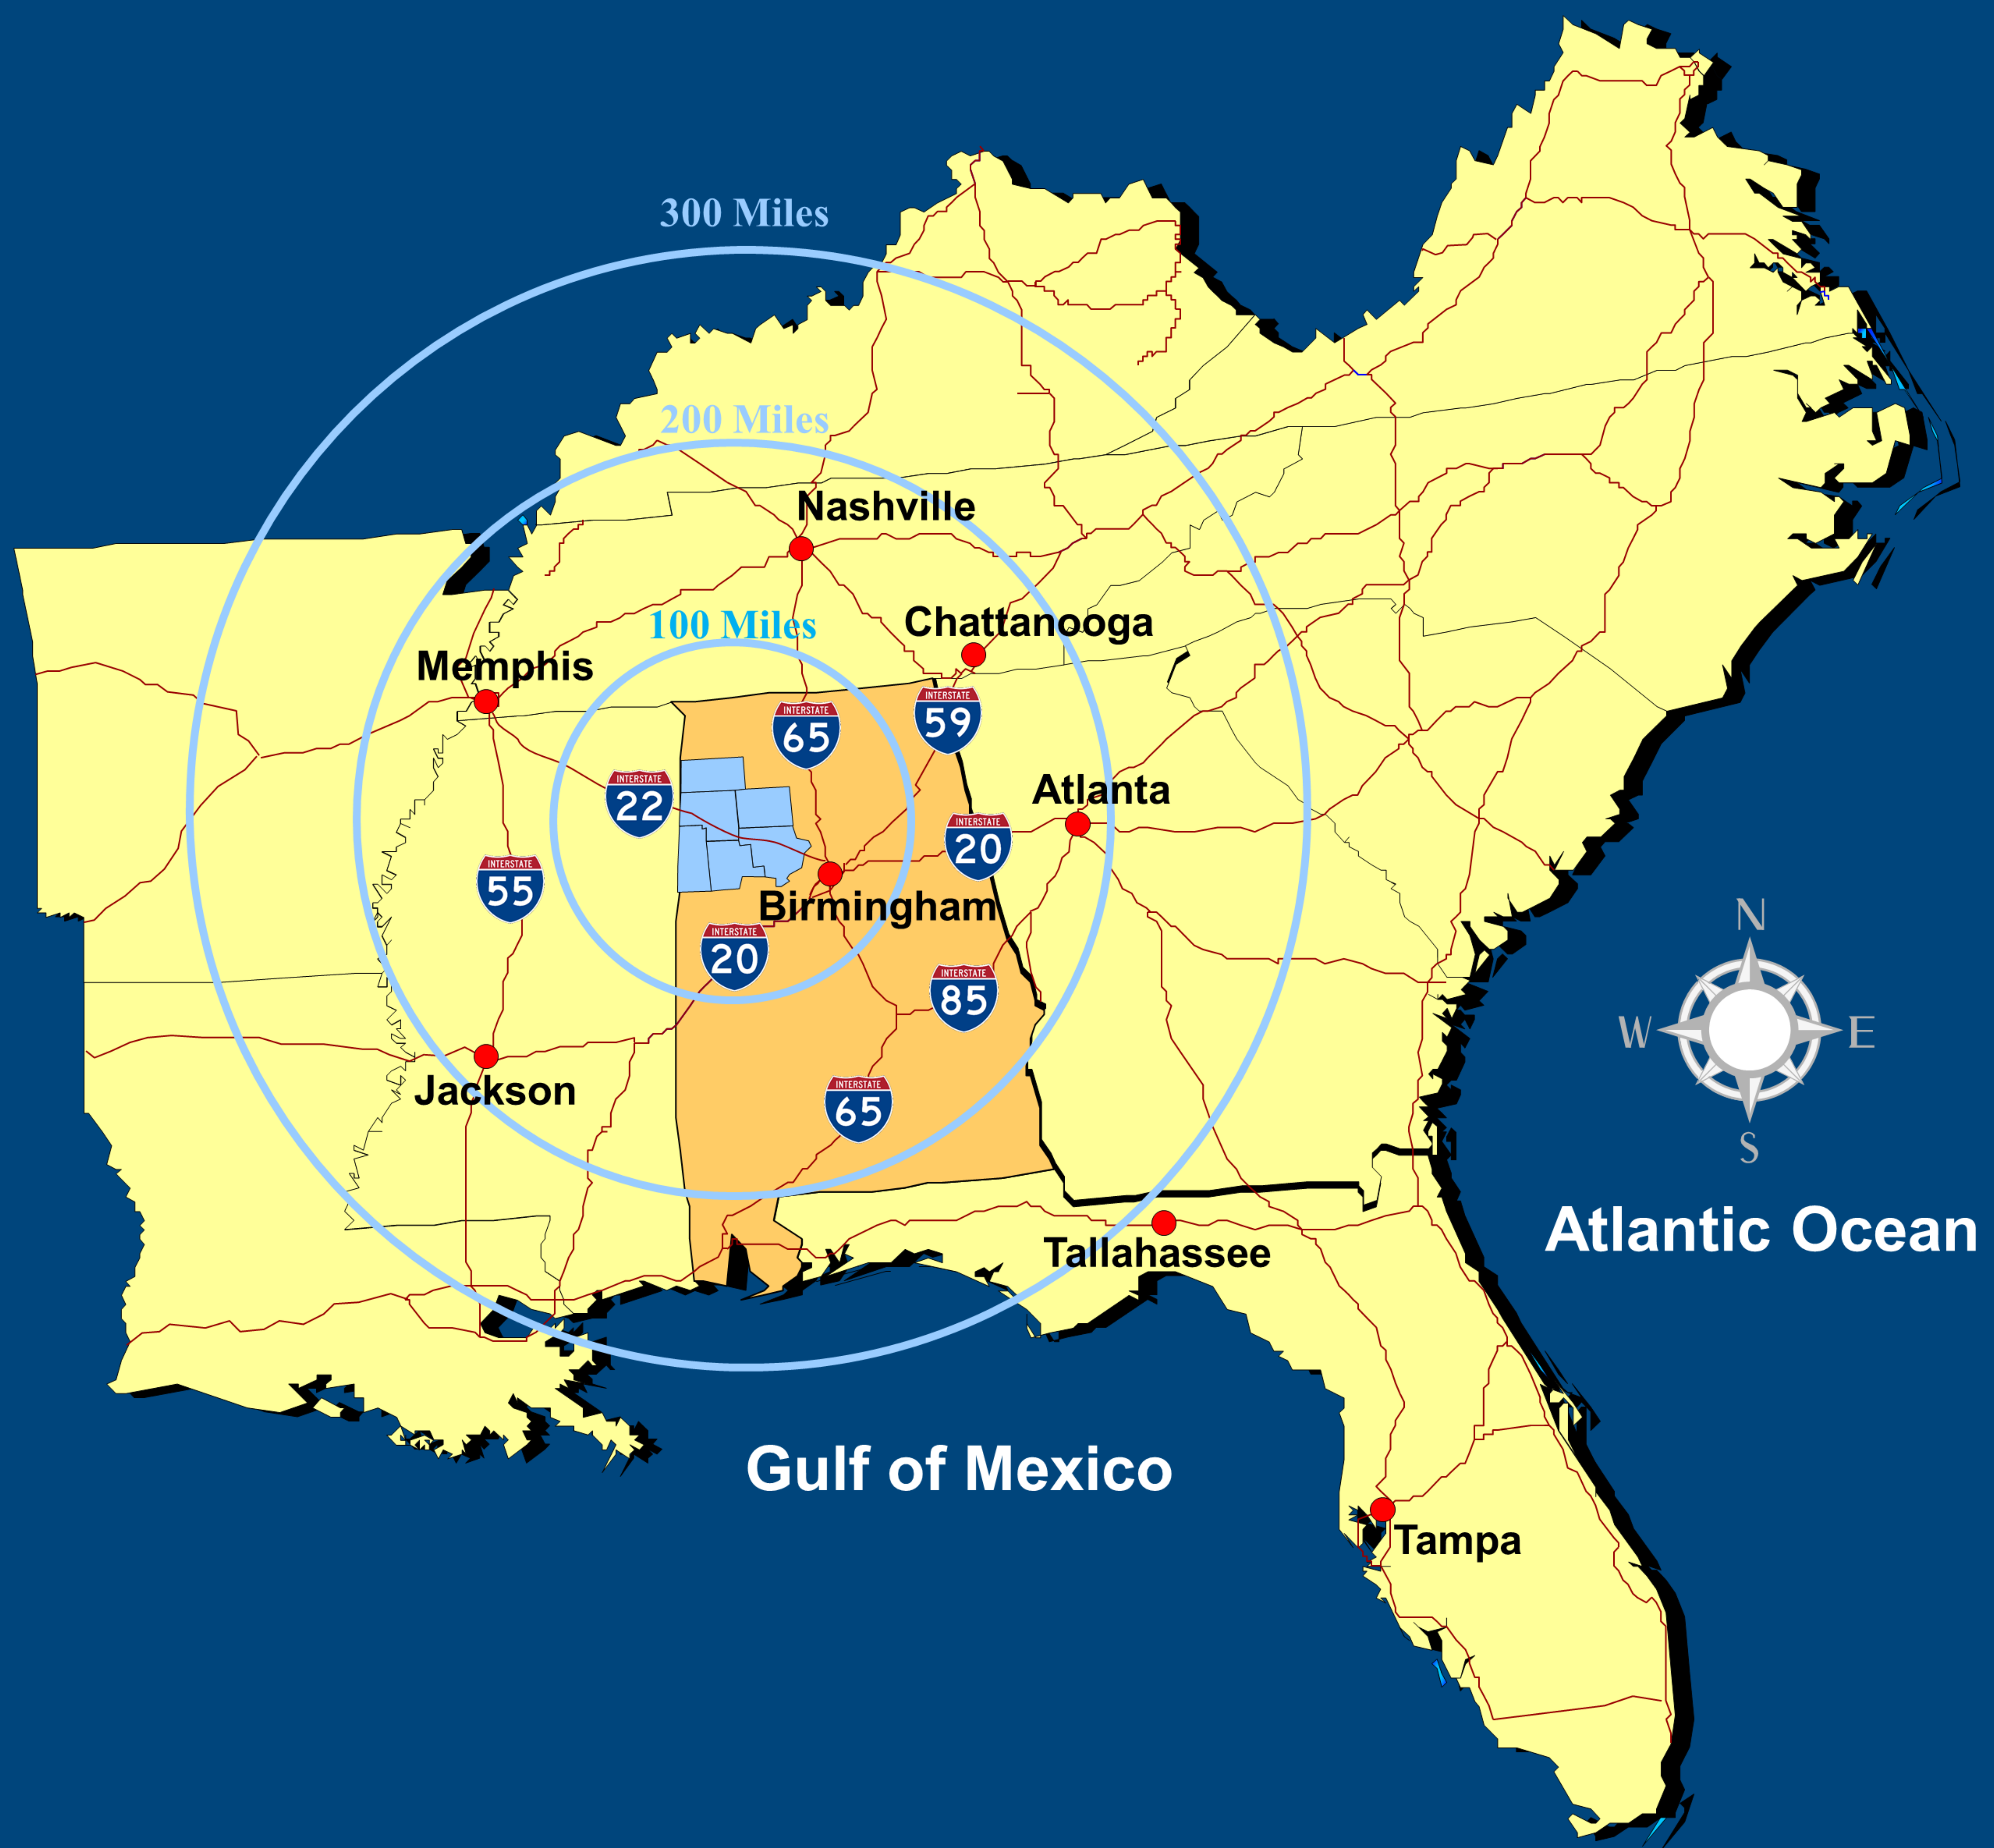 300 Miles
200 Miles
Nashville
100 Miles
Chattanooga
Memphis
INTERSTATE
59
INTERSTATE
65
INTERSTATE
22
Atlanta
INTERSTATE
20
INTERSTATE
55
Birmingham
N
INTERSTATE
20
INTERSTATE
85
W
E
Jackson
INTERSTATE
65
S
Atlantic Ocean
Tallahassee
Gulf of Mexico
Tampa